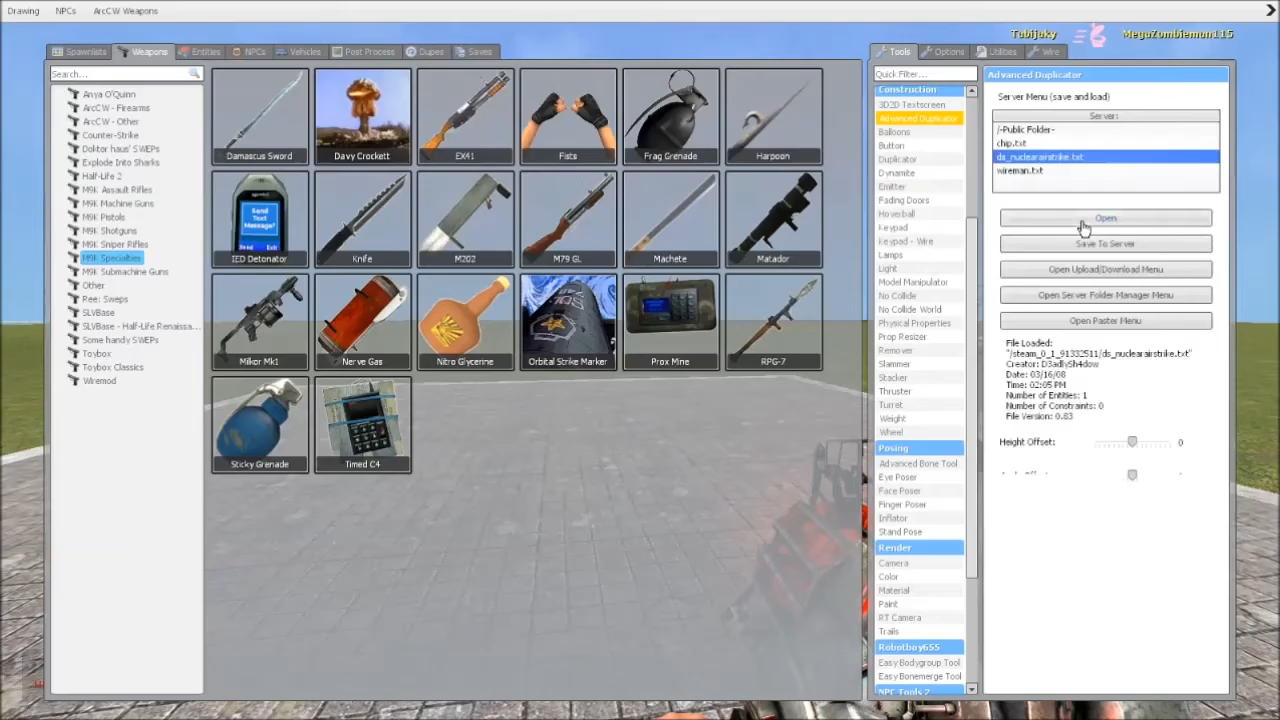 Drawing NPCs ArcCW Weapons
Tubijuky
MegaZombieman115
Spawnlists Weapons Entities NPCs Vehicles Post Process Dupes Saves
Search...
Anya O'Quinn
ArcCW - Firearms
ArcCW - Other
Counter-Strike
Doktor haus' SWEPs
Explode Into Sharks
Half-Life 2
M9K Assault Rifles
M9K Machine Guns
M9K Pistols
M9K Shotguns
M9K Sniper Rifles
M9K Specialties
M9K Submachine Guns
Other
Ree: Sweps
SLVBase
SLVBase - Half-Life Renaissa...
Some handy SWEPs
Toybox
Toybox Classics
Wiremod
Damascus Sword Davy Crockett EX41 Fists Frag Grenade Harpoon
Send
Text
Message?
Send Exit
IED Detonator Knife M202 M79 GL Machete Matador
Milkor Mk1 Nerve Gas Nitro Glycerine Orbital Strike Marker Prox Mine RPG-7
Sticky Grenade Timed C4
Tools Options Utilities Wire
Quick Filter...
Construction
3D2D Textscreen
Advanced Duplicator
Balloons
Button
Duplicator
Dynamite
Emitter
Fading Doors
Hoverball
Keypad
Keypad - Wire
Lamps
Light
Model Manipulator
No Collide
No Collide World
Physical Properties
Prop Resizer
Remover
Slammer
Stacker
Thruster
Turret
Weight
Wheel
Posing
Advanced Bone Tool
Eye Poser
Face Poser
Finger Poser
Inflator
Stand Pose
Render
Camera
Color
Material
Paint
RT Camera
Trails
Robotboy655
Easy Bodygroup Tool
Easy Bonemerge Tool
NPC Tools 2
Advanced Duplicator
Server Menu (save and load)
Server:
/-Public Folder-
chip.txt
ds_nuclearairstrike.txt
wireman.txt
Open
Save To Server
Open Upload/Download Menu
Open Server Folder Manager Menu
Open Paster Menu
File Loaded:
"/steam_0_1_91332511/ds_nuclearairstrike.txt"
Creator: D3adlySh4dow
Date: 03/16/08
Time: 02:05 PM
Number of Entities: 1
Number of Constraints: 0
File Version: 0.83
Height Offset: 0